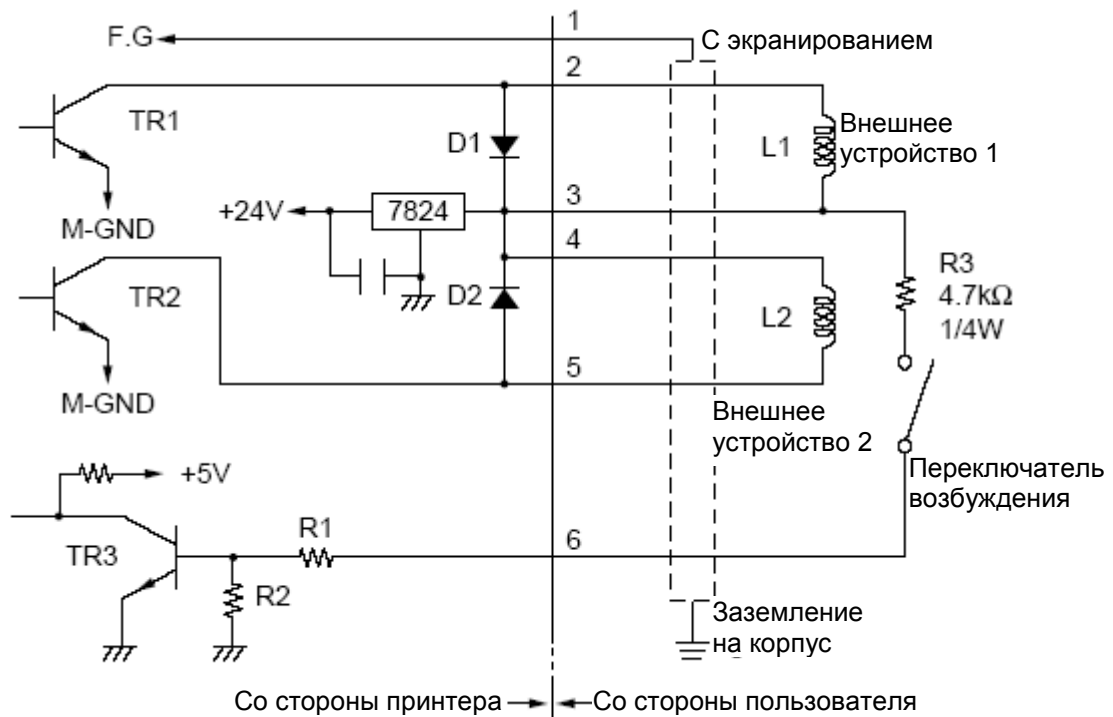 1
F.G
С экранированием
2
TR1
D1
L1
Внешнее
устройство 1
3
+24V
7824
M-GND
4
R3
4.7kΩ
1/4W
TR2
D2
L2
5
M-GND
Внешнее
устройство 2
Переключатель
возбуждения
+5V
R1
6
TR3
R2
Заземление
на корпус
Со стороны принтера
Со стороны пользователя